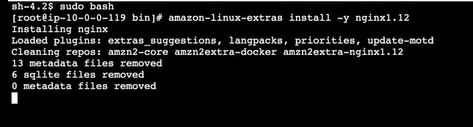 sh-4.2$ sudo bash
[root@ip-10-0-0-119 bin]# amazon-linux-extras install -y nginx1.12
Installing nginx
Loaded plugins: extras_suggestions, langpacks, priorities, update-motd
Cleaning repos: amzn2-core amzn2extra-docker amzn2extra-nginx1.12
13 metadata files removed
6 sqlite files removed
0 metadata files removed